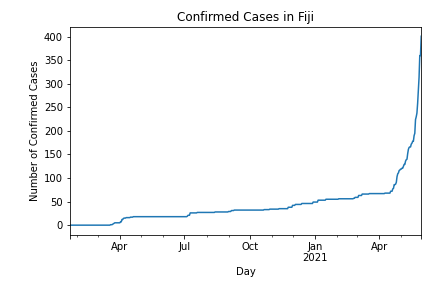 Confirmed Cases in Fiji
400
350
300
250
200
150
100
50
0
Number of Confirmed Cases
Apr
Jul
Oct
Jan
2021
Apr
Day